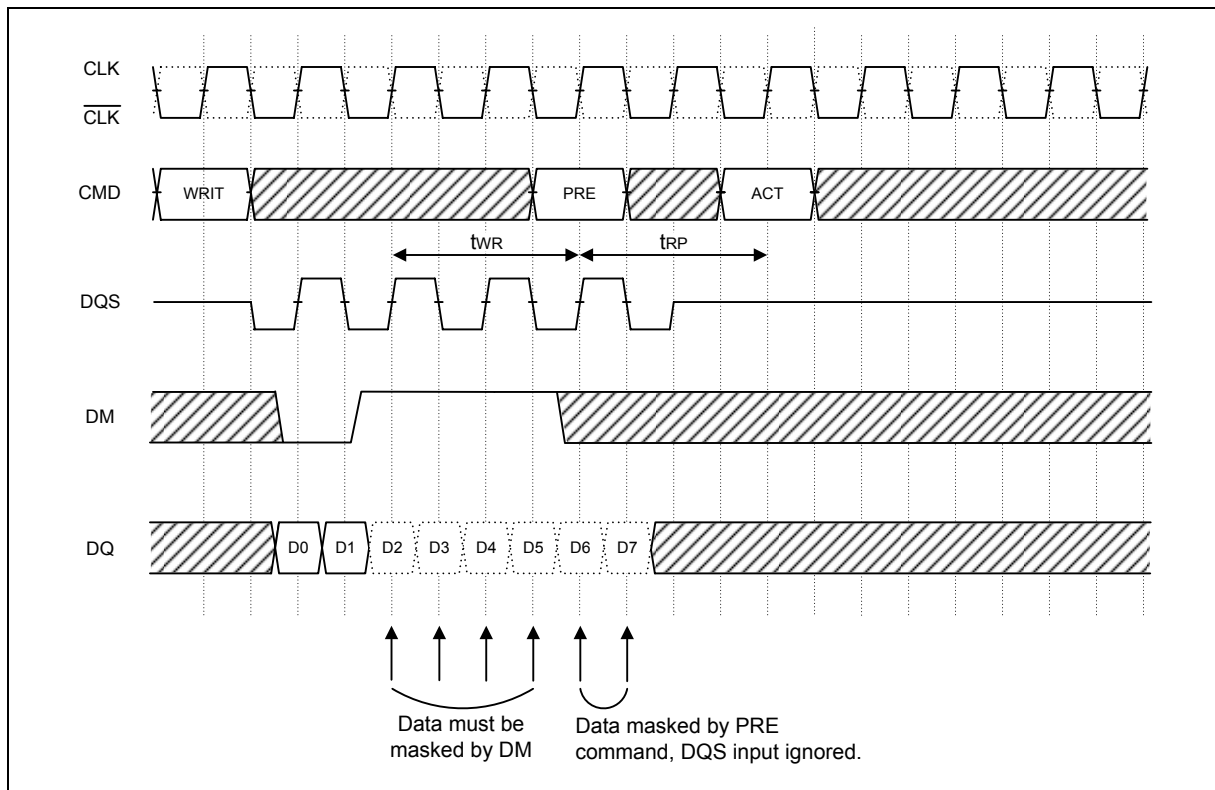 CLK
CLK
CMD
WRIT
PRE
ACT
tWR
tRP
DQS
DM
DQ
D0 D1 D2 D3 D4 D5 D6 D7
Data must be
masked by DM
Data masked by PRE
command, DQS input ignored.